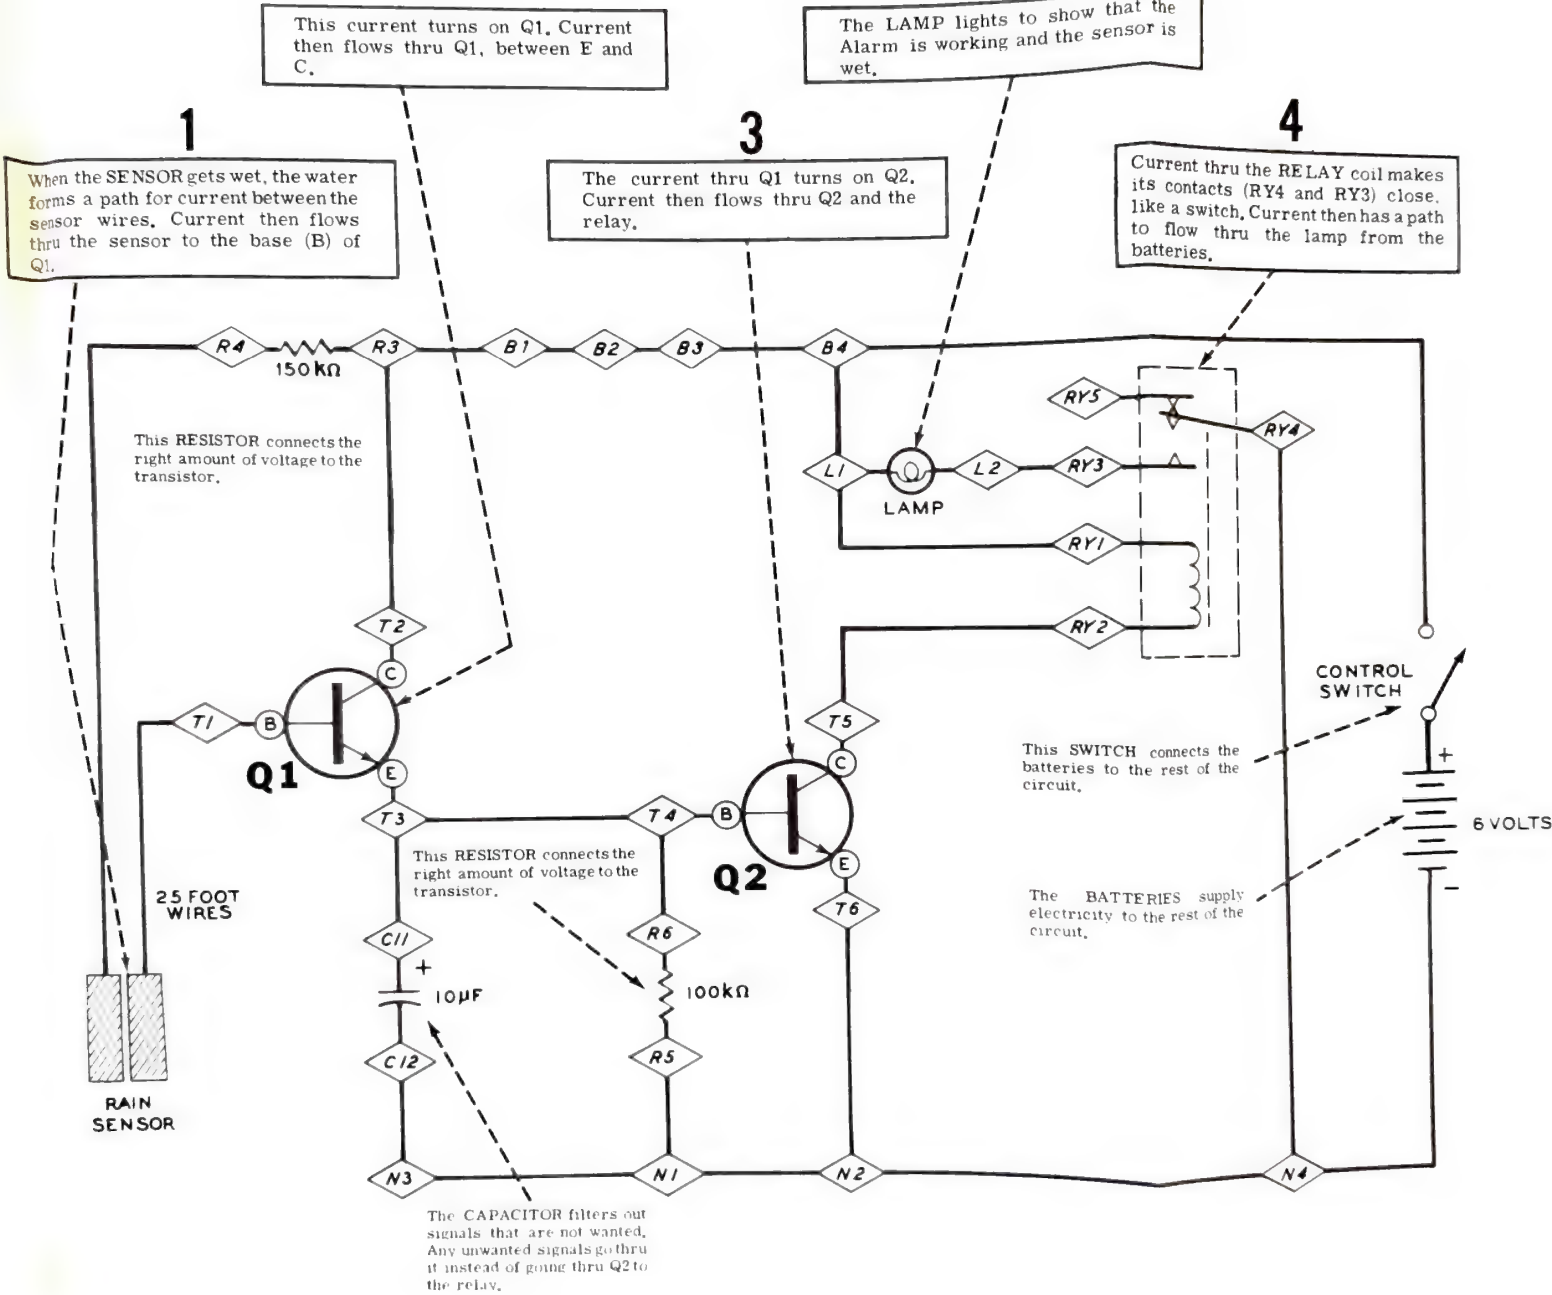 This current turns on Q1. Current
then flows thru Q1, between E and
C.
The LAMP lights to show that the
Alarm is working and the sensor is
wet.
1
When the SENSOR gets wet, the water
forms a path for current between the
sensor wires. Current then flows
thru the sensor to the base (B) of
Q1.
3
The current thru Q1 turns on Q2.
Current then flows thru Q2 and the
relay.
4
Current thru the RELAY coil makes
its contacts (RY4 and RY3) close,
like a switch. Current then has a path
to flow thru the lamp from the
batteries.
R4
150kΩ
R3
B1
B2
B3
B4
RY5
RY4
This RESISTOR connects the
right amount of voltage to the
transistor.
L1
LAMP
L2
RY3
RY1
RY2
T2
C
T1
B
Q1
E
T3
T4
B
Q2
T5
C
E
T6
CONTROL
SWITCH
This SWITCH connects the
batteries to the rest of the
circuit.
+
6 VOLTS
-
The BATTERIES supply
electricity to the rest of the
circuit.
This RESISTOR connects the
right amount of voltage to the
transistor.
25 FOOT
WIRES
C11
+
10µF
C12
R6
100kΩ
R5
RAIN
SENSOR
N3
N1
N2
N4
The CAPACITOR filters out
signals that are not wanted.
Any unwanted signals go thru
it instead of going thru Q2 to
the relay.